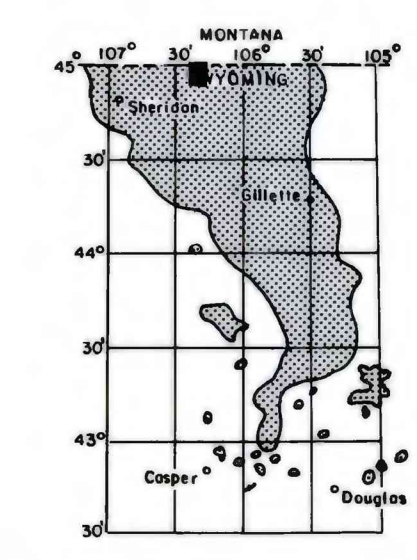 MONTANA
45° 107° 30' 106° 30' 105°
WYOMING
Sheridan
30'
Gillette
44°
30'
43°
Casper
Douglas
30'